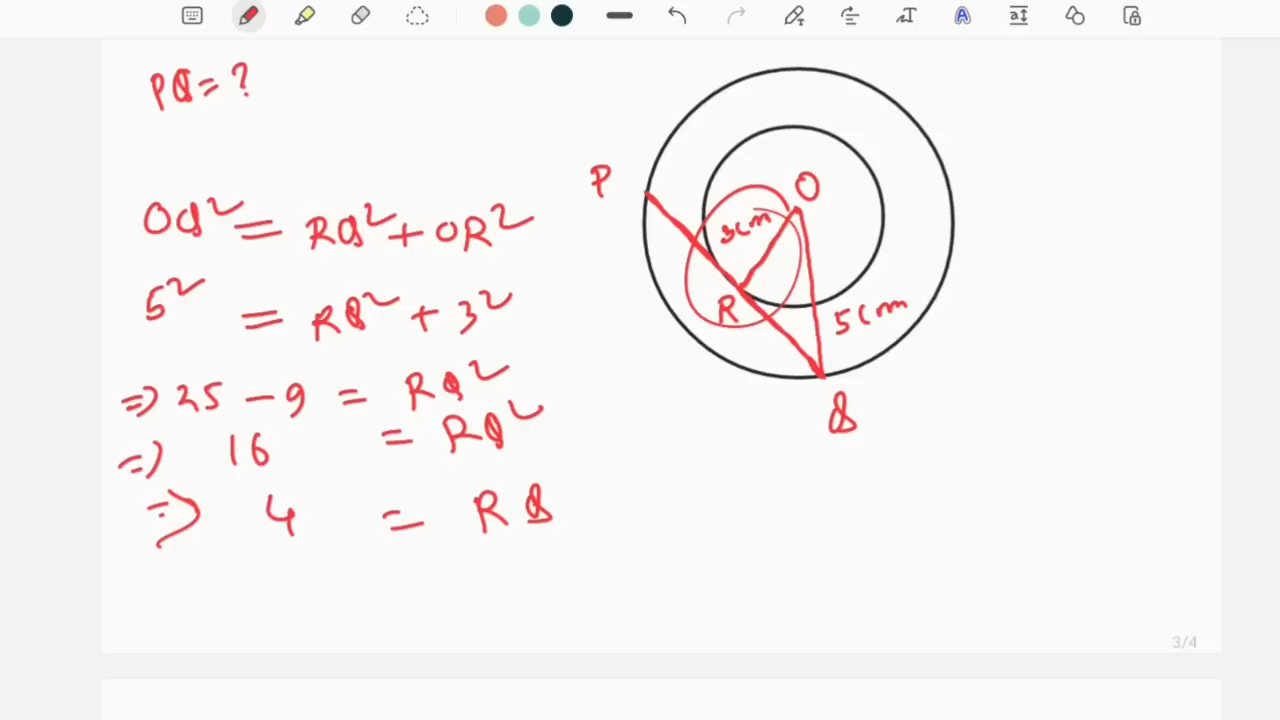 PQ = ?
P
O
3cm
OQ² = RQ² + OR²
R
5cm
5² = RQ² + 3²
⇒ 25 - 9 = RQ²
Q
⇒ 16 = RQ²
⇒ 4 = RQ
3/4